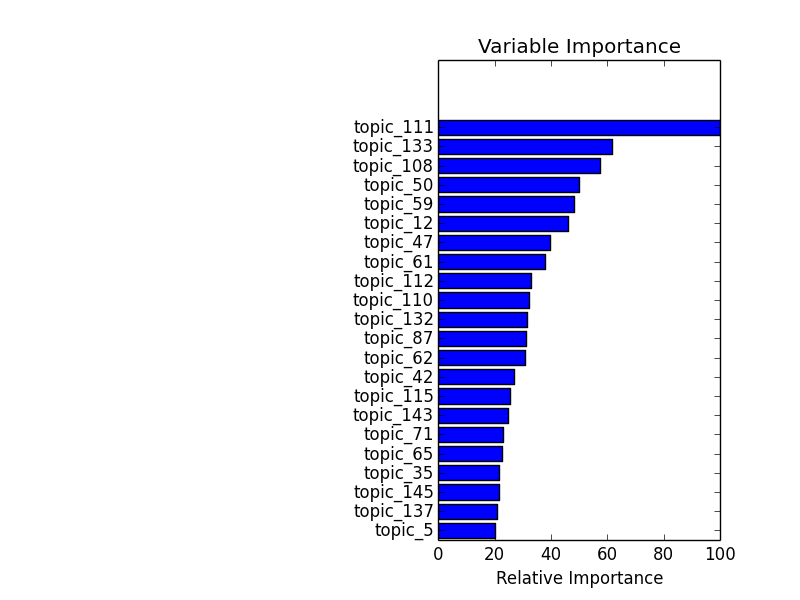 Variable Importance
topic_111
topic_133
topic_108
topic_50
topic_59
topic_12
topic_47
topic_61
topic_112
topic_110
topic_132
topic_87
topic_62
topic_42
topic_115
topic_143
topic_71
topic_65
topic_35
topic_145
topic_137
topic_5
0 20 40 60 80 100
Relative Importance